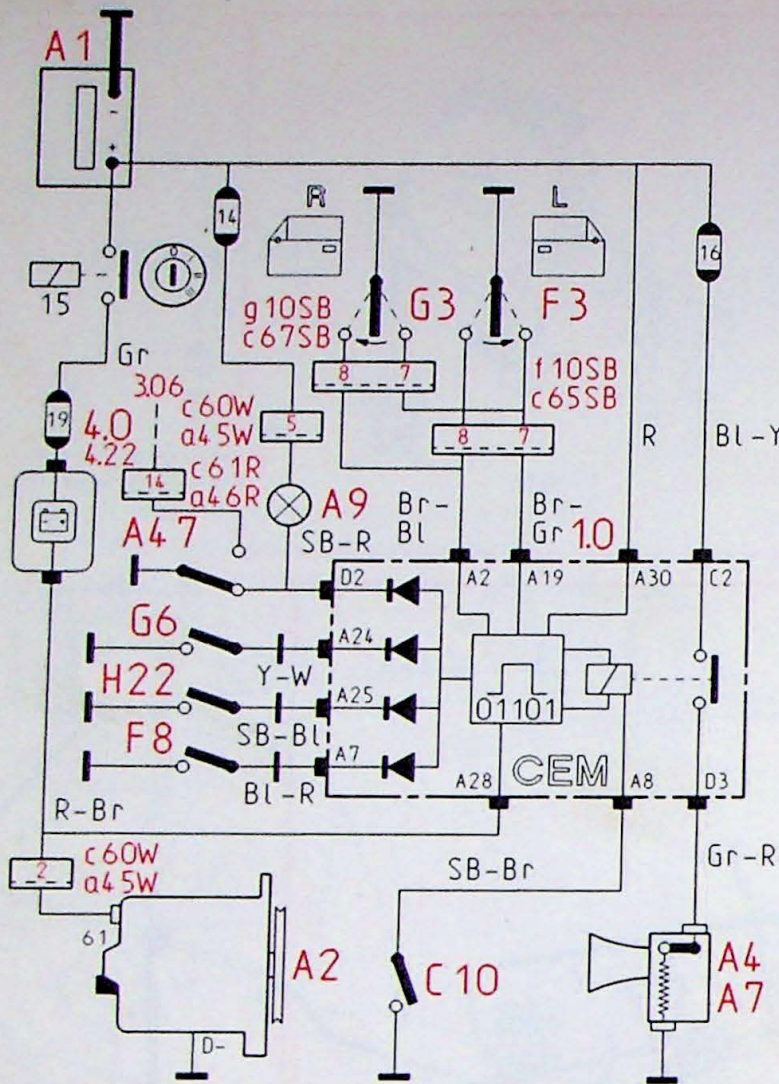 A1
-
+
14
R
L
16
15
0
I
II
III
g10SB
c67SB
G3
F3
8
7
f10SB
c65SB
Gr
3.06
c60W
a45W
5
8
7
R
Bl-Y
19
4.0
4.22
14
c61R
a46R
A9
Br-
Bl
Br-
Gr
1.0
A47
SB-R
D2
A2
A19
A30
C2
G6
A24
Y-W
H22
A25
01101
SB-Bl
F8
A7
CEM
Bl-R
A28
A8
D3
R-Br
2
c60W
a45W
SB-Br
Gr-R
61
A2
C10
A4
A7
D-